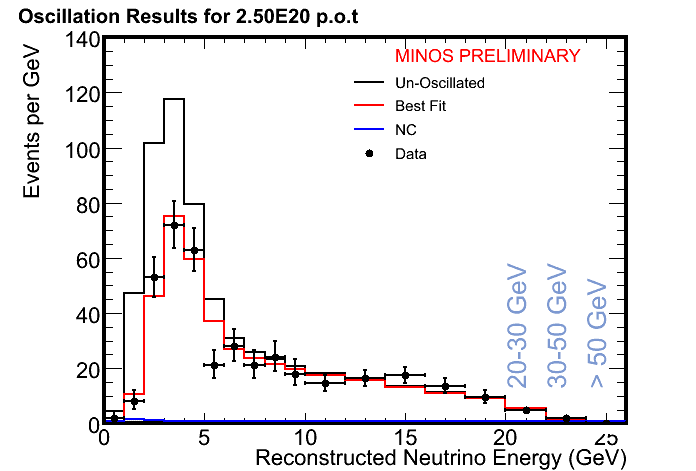 Oscillation Results for 2.50E20 p.o.t
Events per GeV
140
120
100
80
60
40
20
0
MINOS PRELIMINARY
Un-Oscillated
Best Fit
NC
Data
20-30 GeV
30-50 GeV
> 50 GeV
0 5 10 15 20 25
Reconstructed Neutrino Energy (GeV)